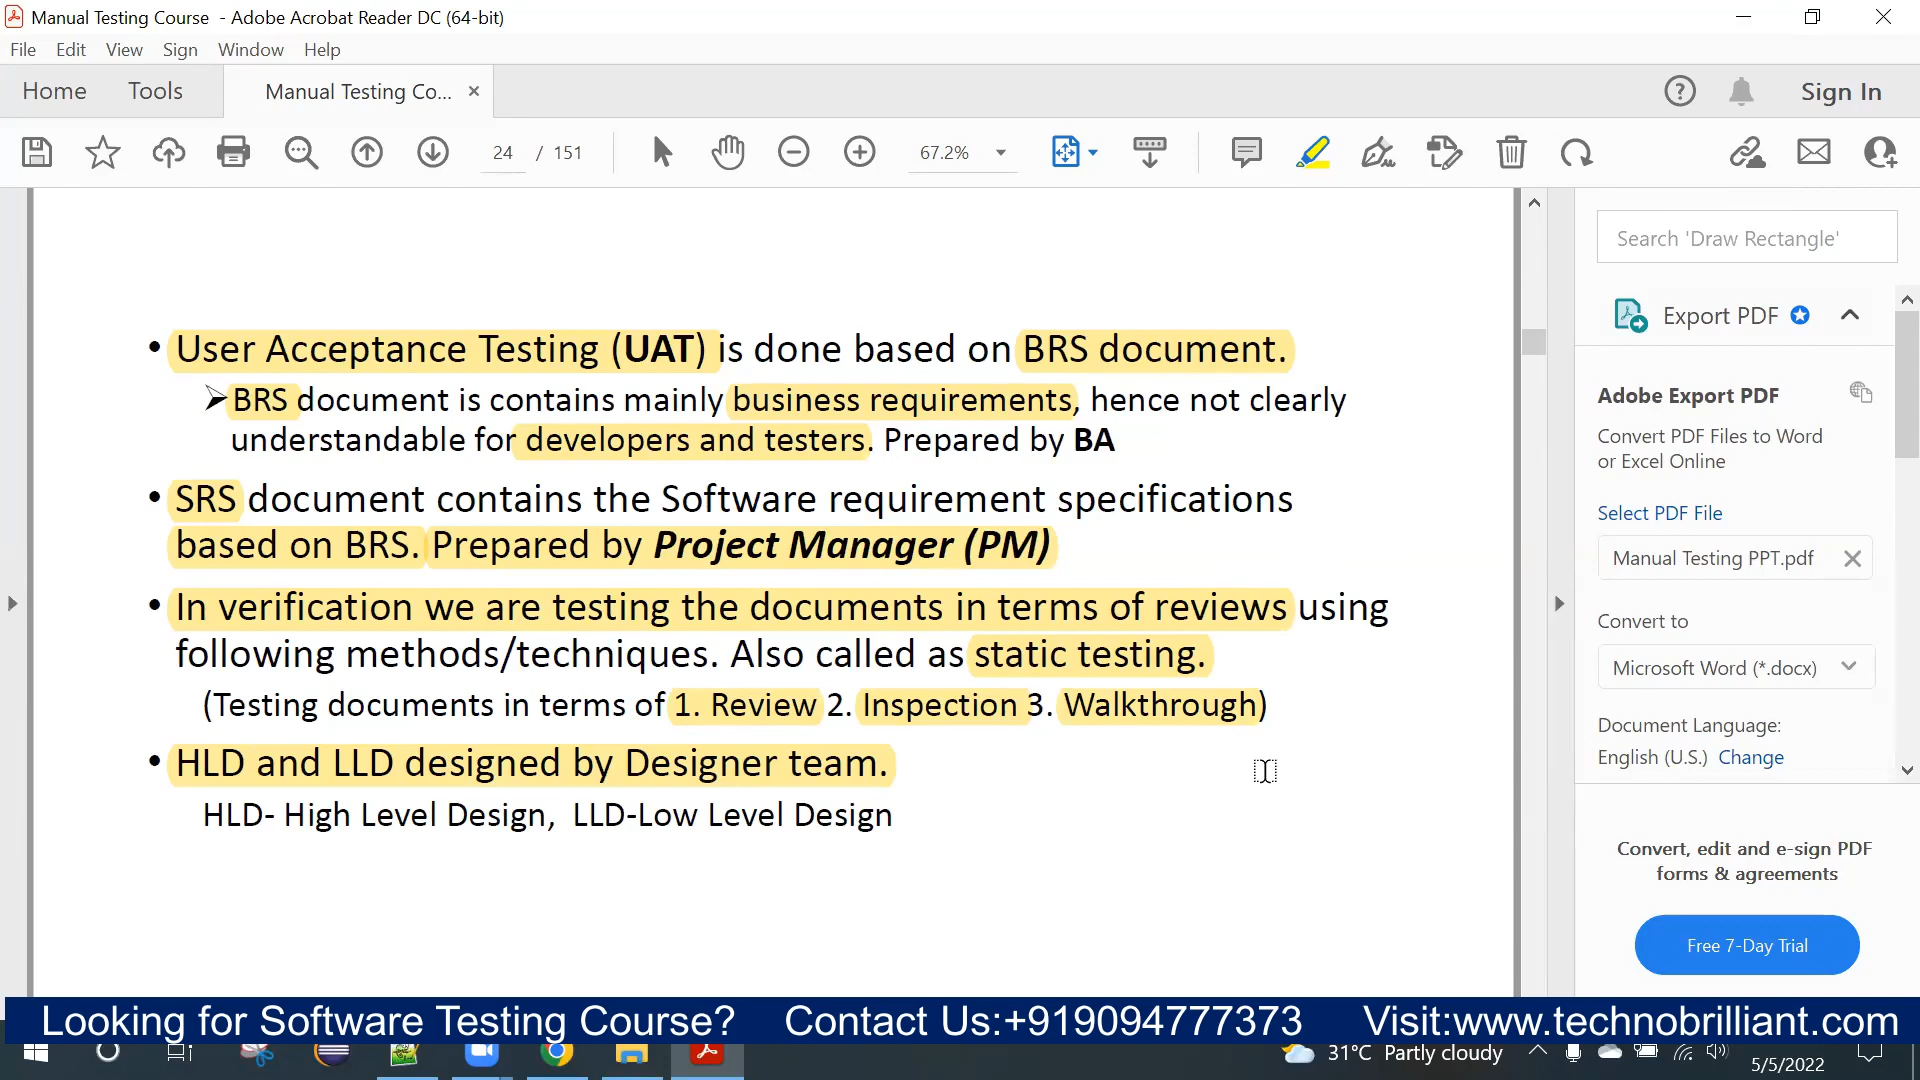 Manual Testing Course - Adobe Acrobat Reader DC (64-bit)
File Edit View Sign Window Help
Home Tools Manual Testing Co... × Sign In
24 / 151 67.2%
• User Acceptance Testing (UAT) is done based on BRS document.
➢BRS document is contains mainly business requirements, hence not clearly
understandable for developers and testers. Prepared by BA
• SRS document contains the Software requirement specifications
based on BRS. Prepared by Project Manager (PM)
• In verification we are testing the documents in terms of reviews using
following methods/techniques. Also called as static testing.
(Testing documents in terms of 1. Review 2. Inspection 3. Walkthrough)
• HLD and LLD designed by Designer team.
HLD- High Level Design, LLD-Low Level Design
Search 'Draw Rectangle'
Export PDF
Adobe Export PDF
Convert PDF Files to Word
or Excel Online
Select PDF File
Manual Testing PPT.pdf
Convert to
Microsoft Word (*.docx)
Document Language:
English (U.S.) Change
Convert, edit and e-sign PDF
forms & agreements
Free 7-Day Trial
Looking for Software Testing Course? Contact Us:+919094777373 Visit:www.technobrilliant.com
31°C Partly cloudy
5/5/2022